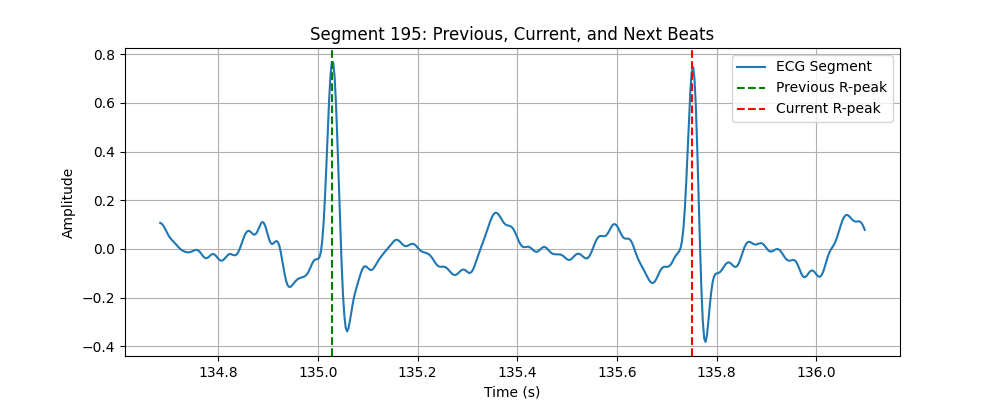 Segment 195: Previous, Current, and Next Beats
0.8
0.6
0.4
0.2
0.0
−0.2
−0.4
Amplitude
ECG Segment
Previous R-peak
Current R-peak
134.8 135.0 135.2 135.4 135.6 135.8 136.0
Time (s)